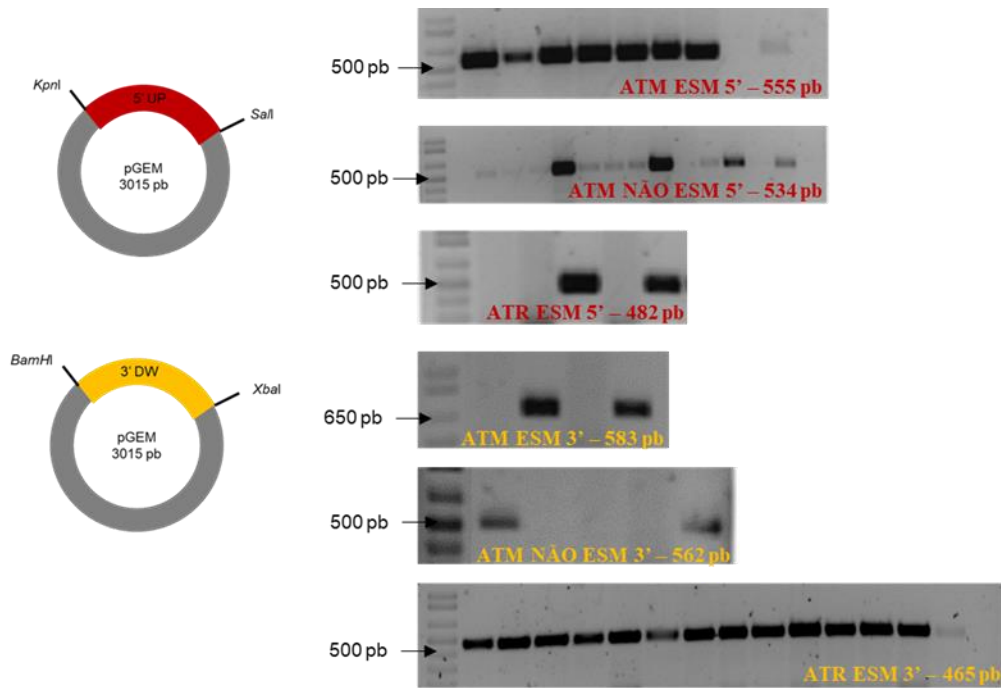 KpnI
5' UP
SalI
pGEM
3015 pb
BamHI
3' DW
XbaI
pGEM
3015 pb
500 pb
ATM ESM 5’ – 555 pb
500 pb
ATM NÃO ESM 5’ – 534 pb
500 pb
ATR ESM 5’ – 482 pb
650 pb
ATM ESM 3’ – 583 pb
500 pb
ATM NÃO ESM 3’ – 562 pb
500 pb
ATR ESM 3’ – 465 pb